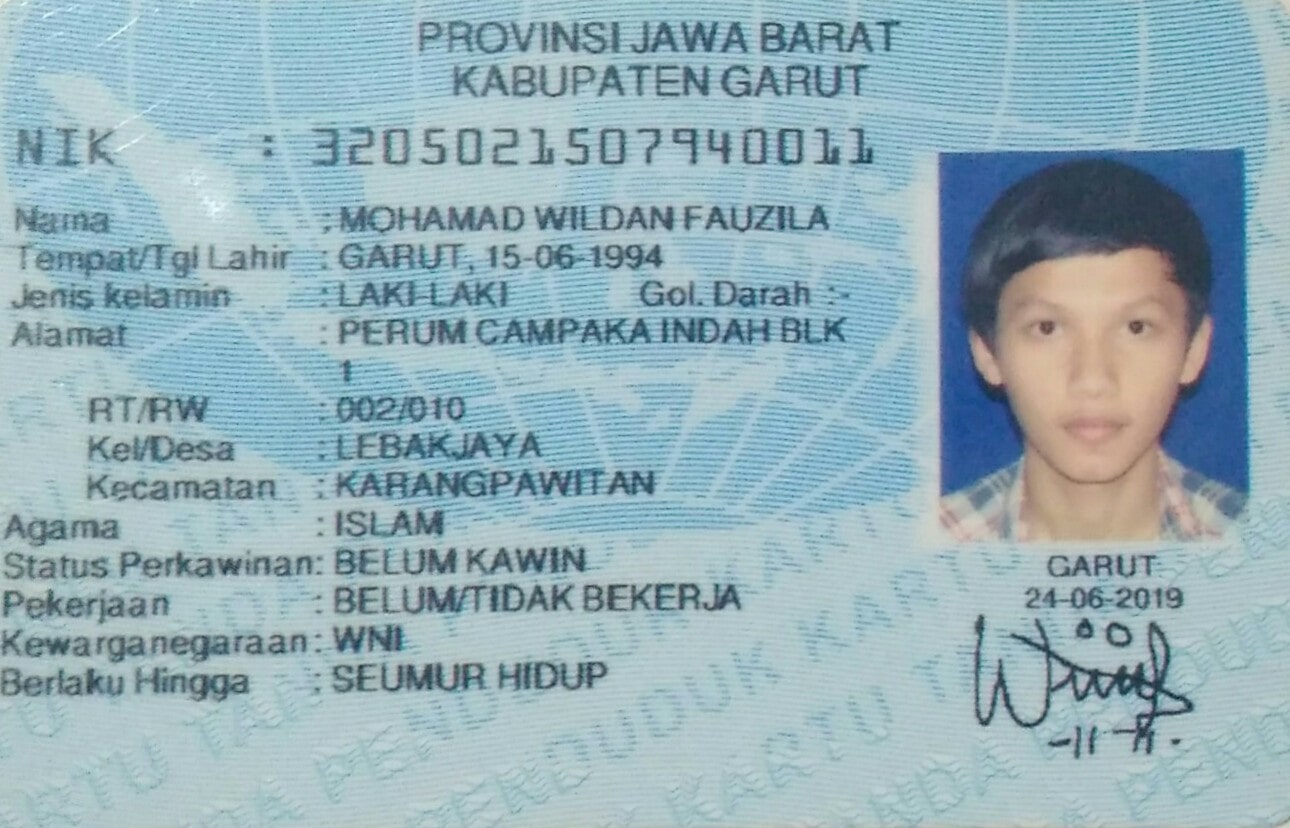 PROVINSI JAWA BARAT
KABUPATEN GARUT
NIK : 3205021507940011
Nama : MOHAMAD WILDAN FAUZILA
Tempat/Tgl Lahir : GARUT, 15-06-1994
Jenis kelamin : LAKI-LAKI Gol. Darah :-
Alamat : PERUM CAMPAKA INDAH BLK
1
RT/RW : 002/010
Kel/Desa : LEBAKJAYA
Kecamatan : KARANGPAWITAN
Agama : ISLAM
Status Perkawinan: BELUM KAWIN
Pekerjaan : BELUM/TIDAK BEKERJA
Kewarganegaraan: WNI
Berlaku Hingga : SEUMUR HIDUP
GARUT
24-06-2019